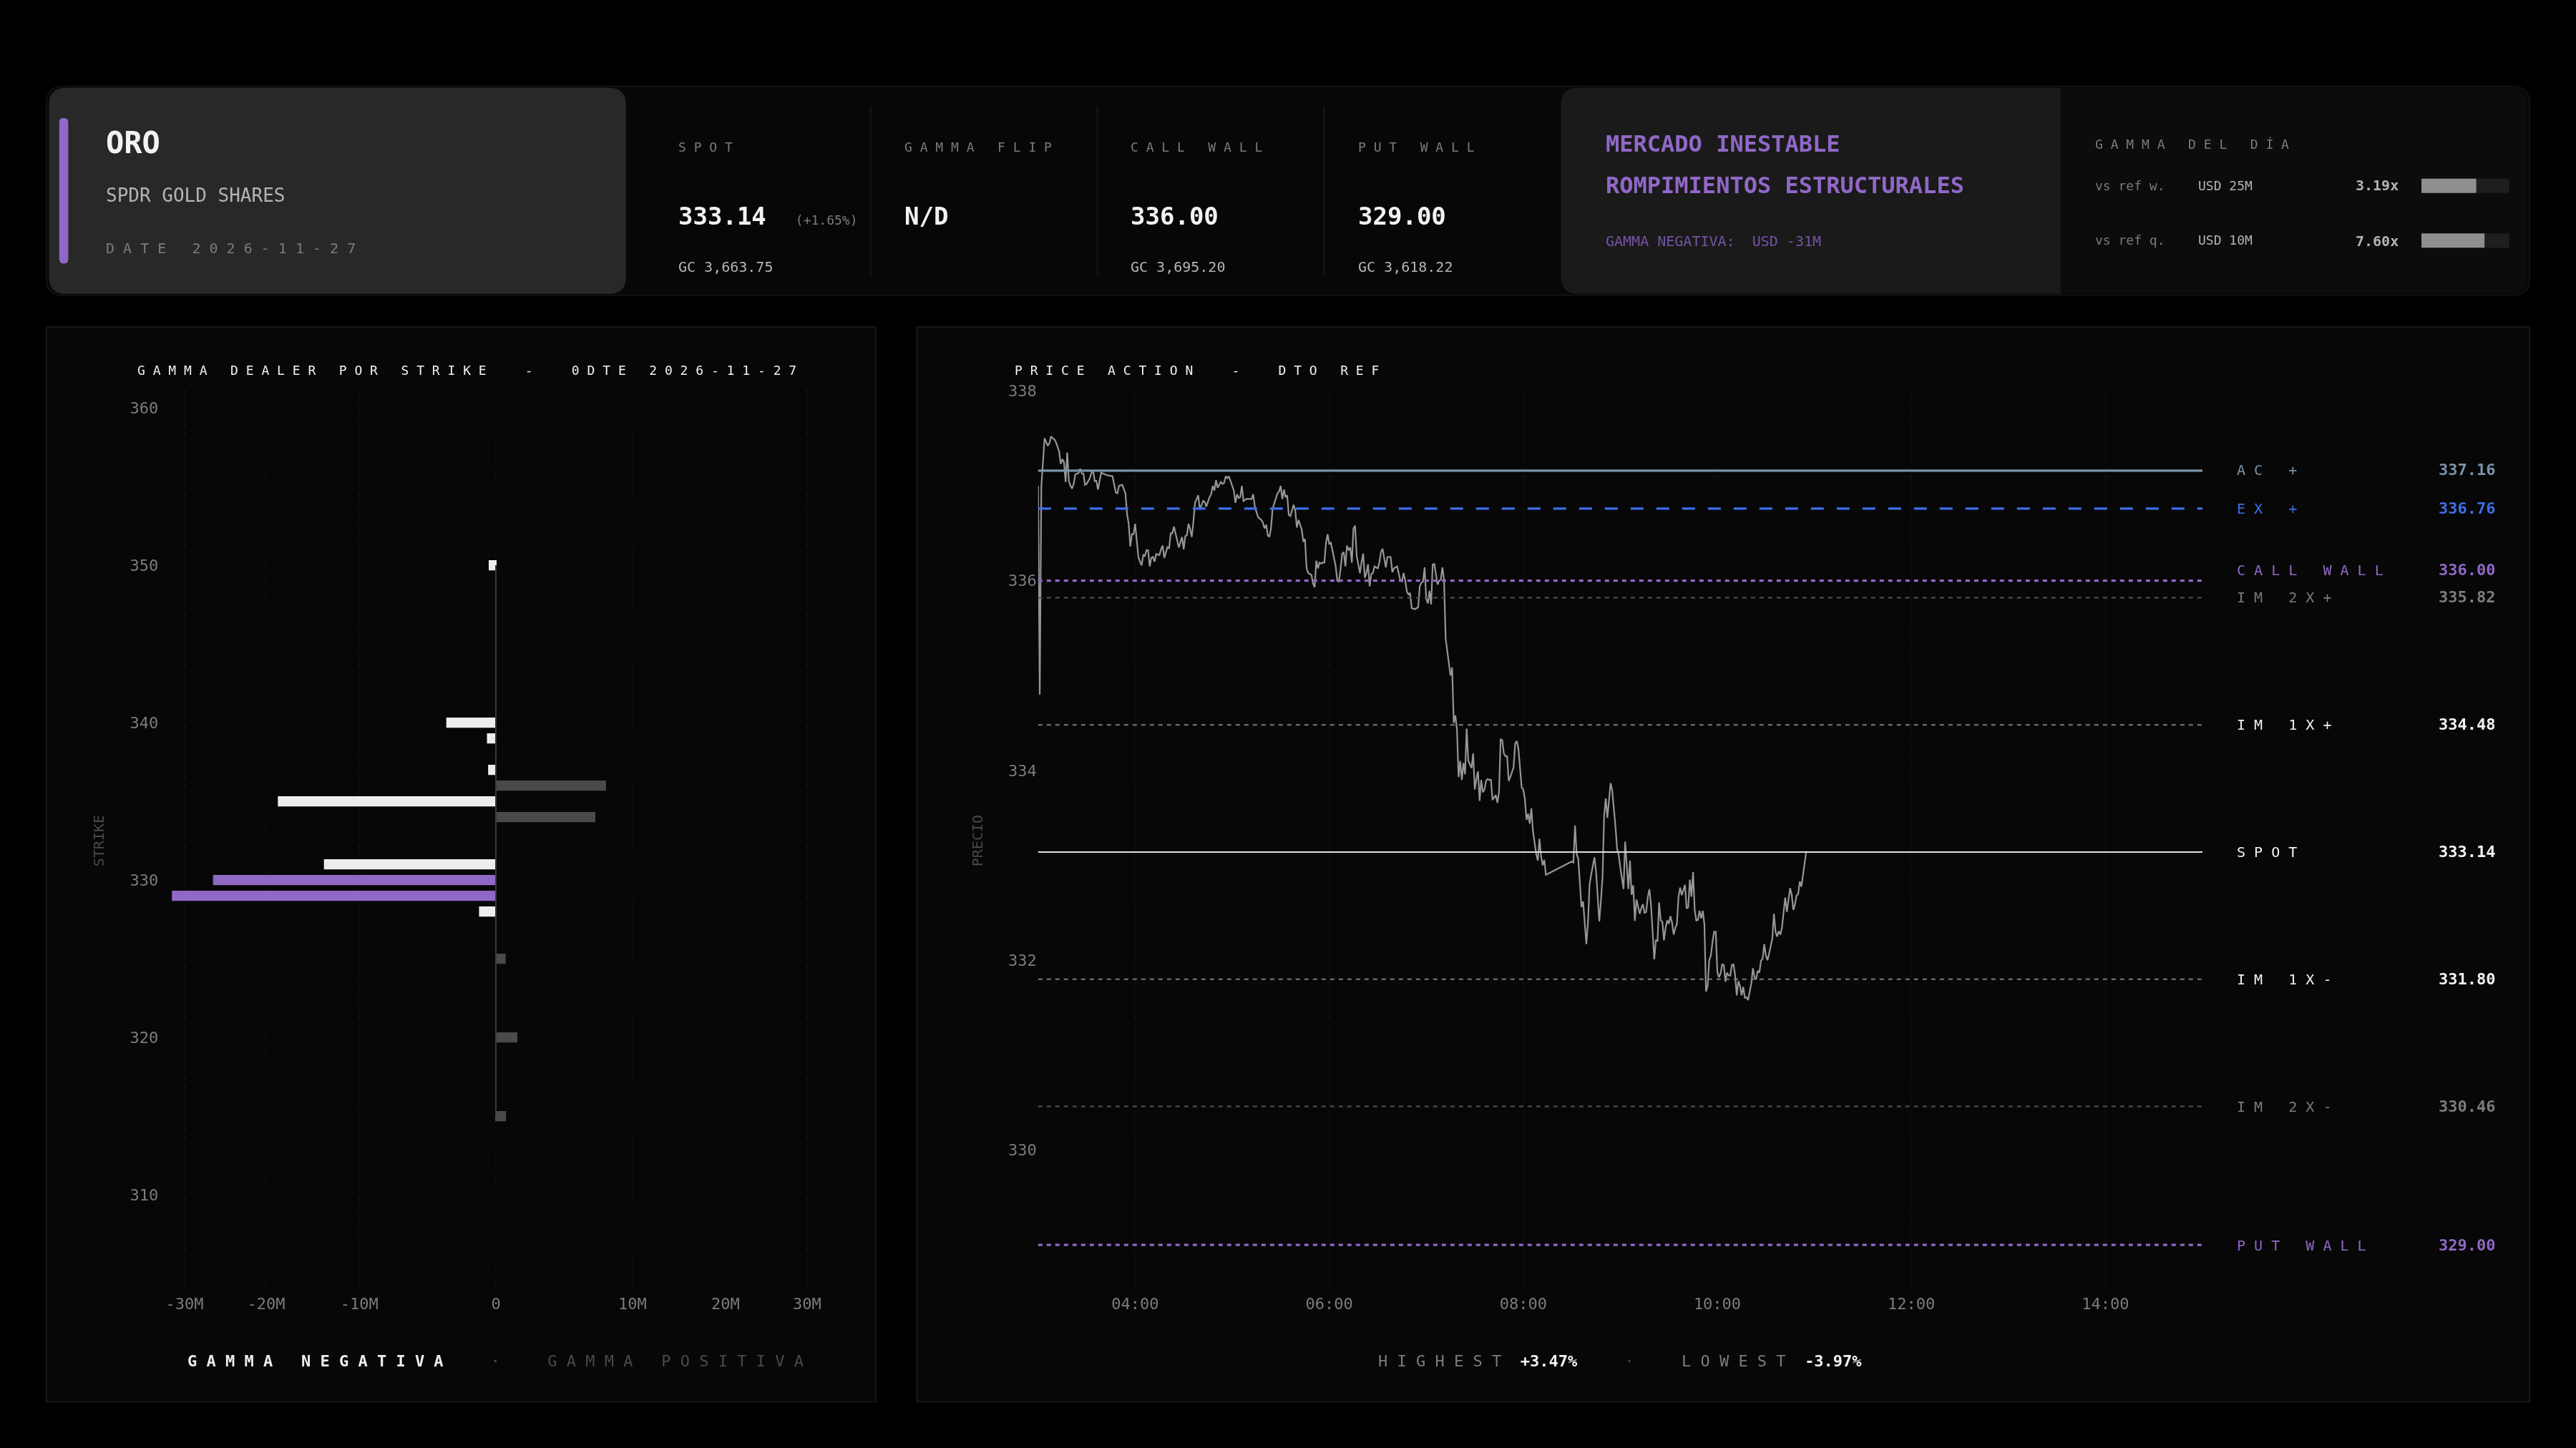 ORO
SPDR GOLD SHARES
DATE 2026-11-27
SPOT
333.14 (+1.65%)
GC 3,663.75
GAMMA FLIP
N/D
CALL WALL
336.00
GC 3,695.20
PUT WALL
329.00
GC 3,618.22
MERCADO INESTABLE
ROMPIMIENTOS ESTRUCTURALES
GAMMA NEGATIVA: USD -31M
GAMMA DEL DÍA
vs ref w. USD 25M 3.19x
vs ref q. USD 10M 7.60x
GAMMA DEALER POR STRIKE - 0DTE 2026-11-27
360
350
340
330
320
310
STRIKE
-30M -20M -10M 0 10M 20M 30M
GAMMA NEGATIVA · GAMMA POSITIVA
PRICE ACTION - DTO REF
338
336
334
332
330
PRECIO
AC + 337.16
EX + 336.76
CALL WALL 336.00
IM 2X+ 335.82
IM 1X+ 334.48
SPOT 333.14
IM 1X- 331.80
IM 2X- 330.46
PUT WALL 329.00
04:00 06:00 08:00 10:00 12:00 14:00
HIGHEST +3.47% · LOWEST -3.97%